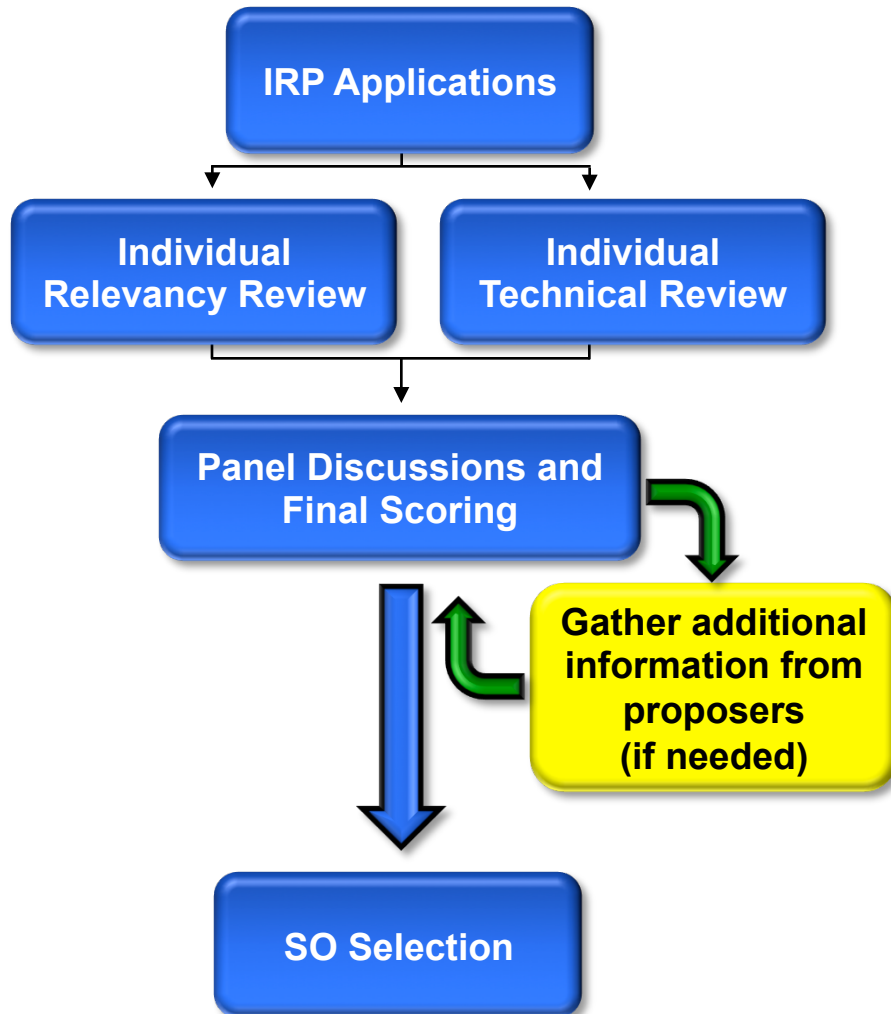 IRP Applications
Individual
Relevancy Review
Individual
Technical Review
Panel Discussions and
Final Scoring
Gather additional
information from
proposers
(if needed)
SO Selection